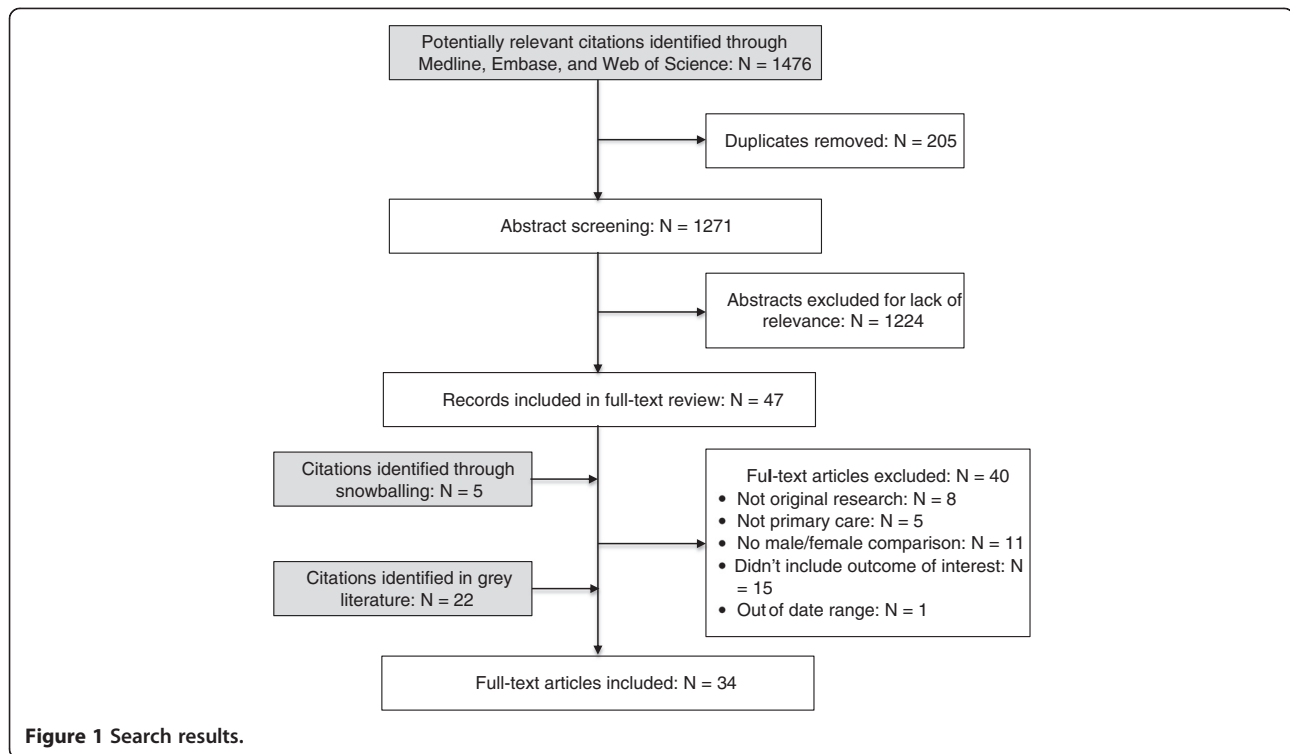 Potentially relevant citations identified through
Medline, Embase, and Web of Science: N = 1476
Duplicates removed: N = 205
Abstract screening: N = 1271
Abstracts excluded for lack of
relevance: N = 1224
Records included in full-text review: N = 47
Citations identified through
snowballing: N = 5
Full-text articles excluded: N = 40
• Not original research: N = 8
• Not primary care: N = 5
• No male/female comparison: N = 11
• Didn't include outcome of interest: N
= 15
• Out of date range: N = 1
Citations identified in grey
literature: N = 22
Full-text articles included: N = 34
Figure 1 Search results.